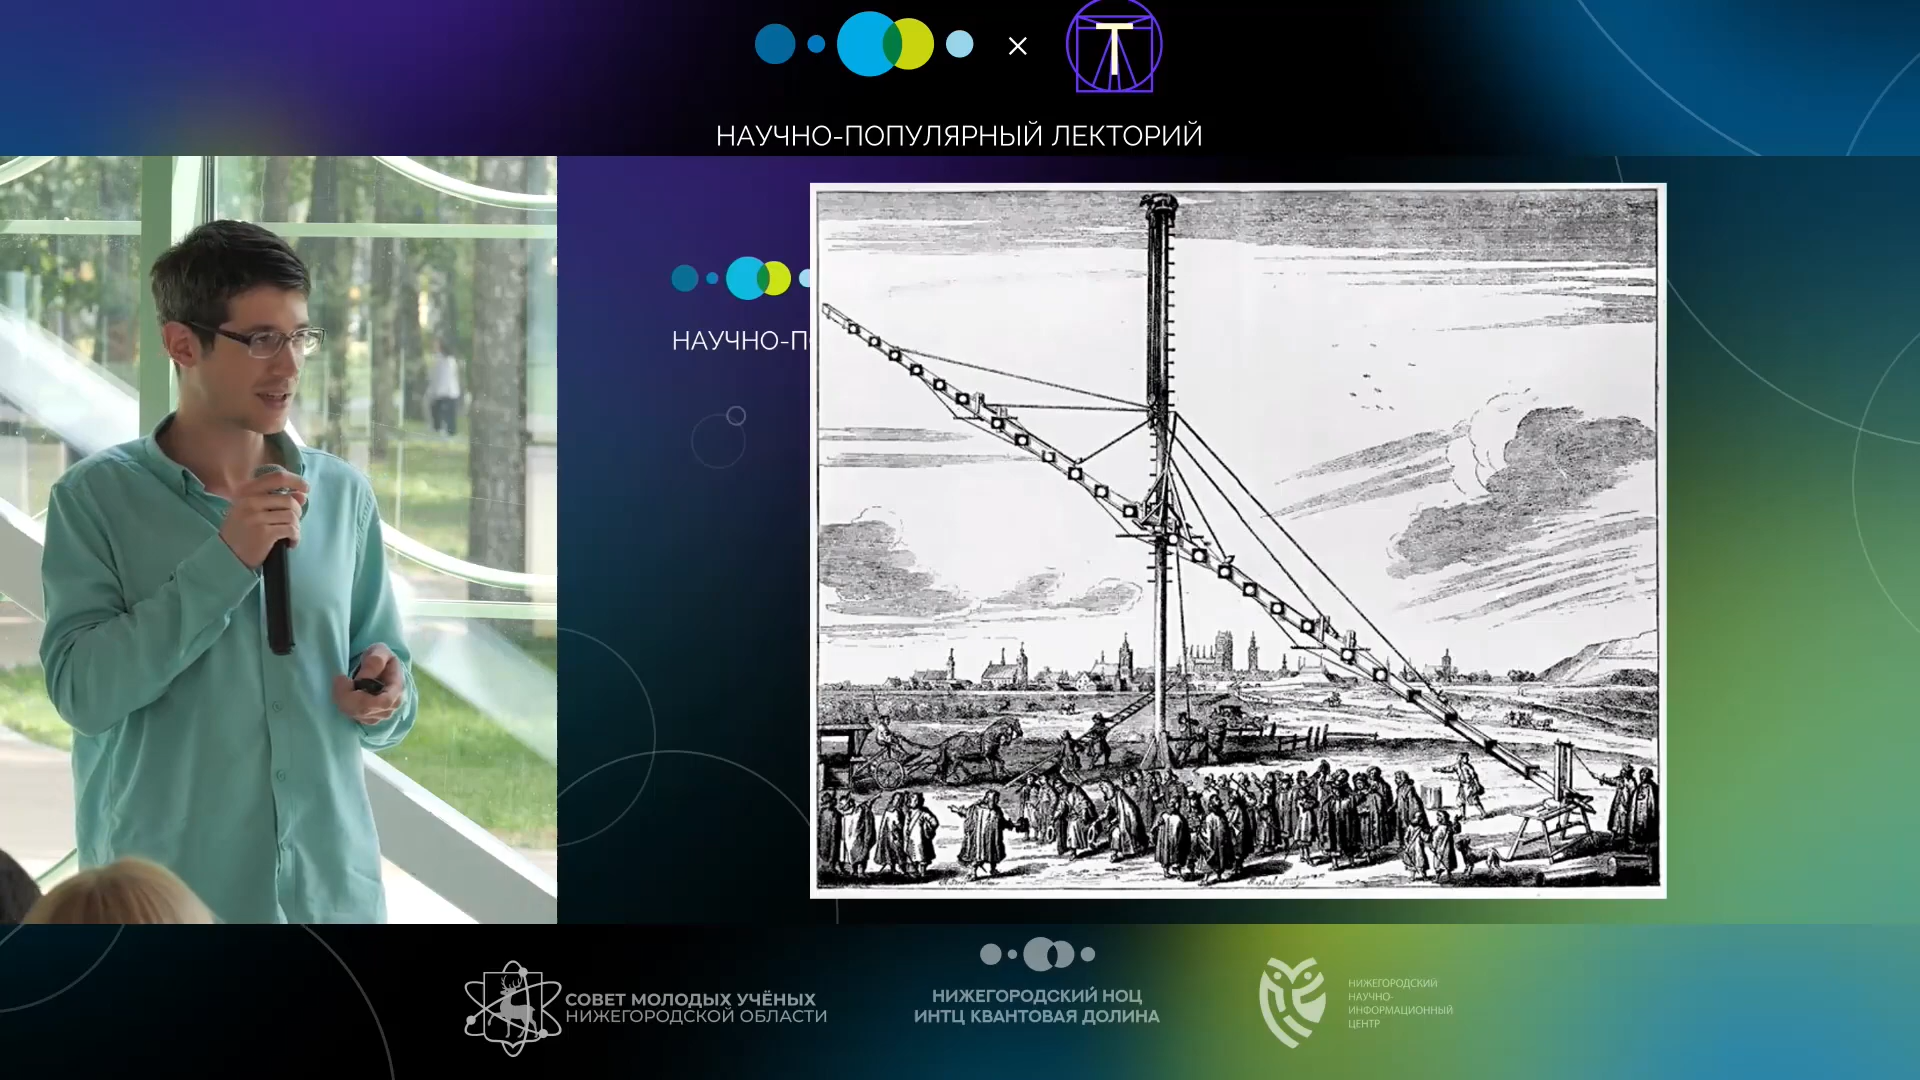 Т
НАУЧНО-ПОПУЛЯРНЫЙ ЛЕКТОРИЙ
НАУЧНО-П
СОВЕТ МОЛОДЫХ УЧЁНЫХ
НИЖЕГОРОДСКОЙ ОБЛАСТИ
НИЖЕГОРОДСКИЙ НОЦ
ИНТЦ КВАНТОВАЯ ДОЛИНА
НИЖЕГОРОДСКИЙ
НАУЧНО-
ИНФОРМАЦИОННЫЙ
ЦЕНТР